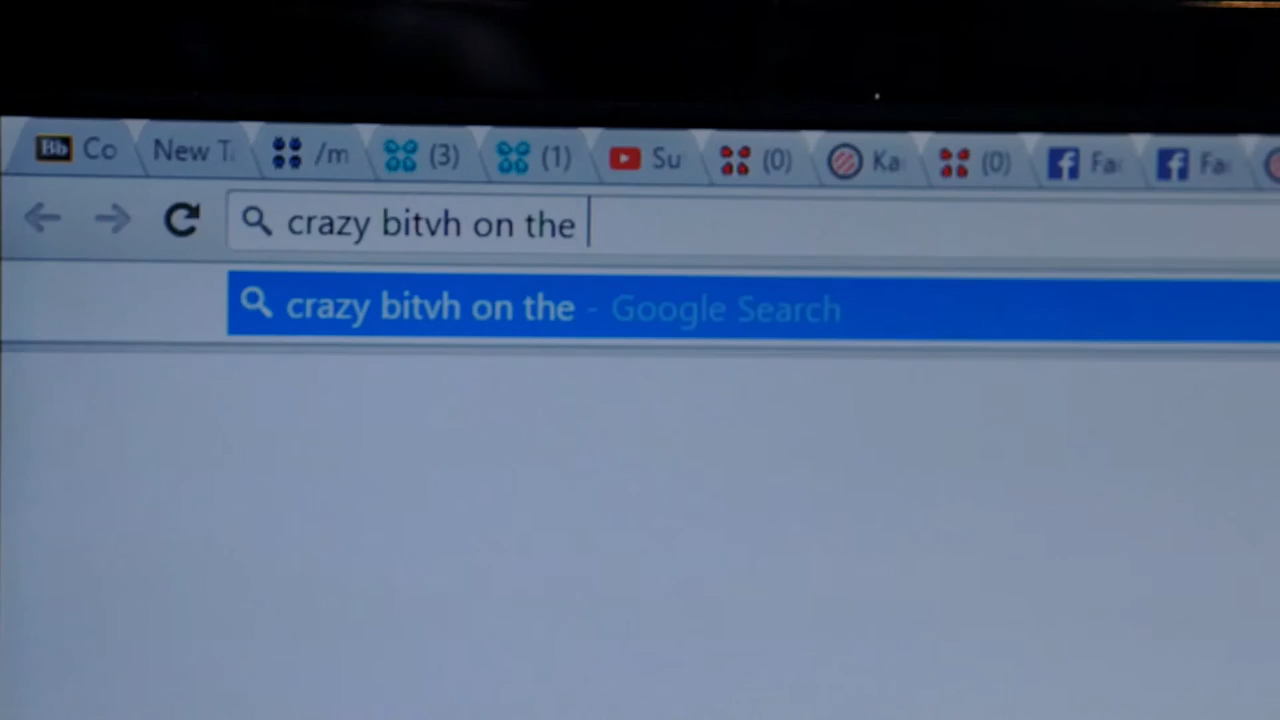 Bb Co New T /m (3) (1) Su (0) Ka (0) Fa Fa
crazy bitvh on the
crazy bitvh on the - Google Search